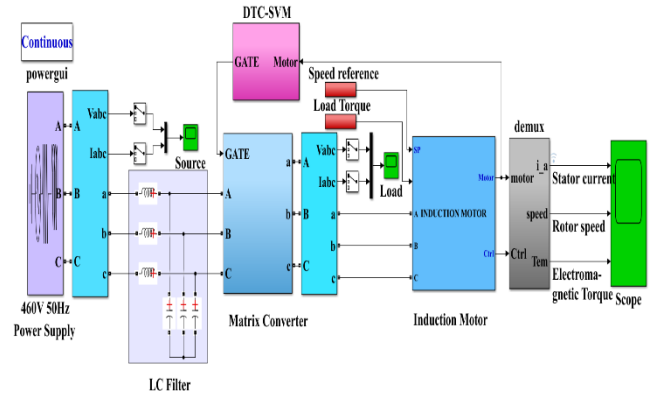 DTC-SVM
Continuous
powergui
GATE Motor
Speed reference
Load Torque
demux
A A Vabc
Iabc
Source
GATE
a A Vabc
Iabc
Load
SP
Motor
motor i_a
Stator current
B B a
A
b B a
A INDUCTION MOTOR
speed
Rotor speed
b
B
b
B
C C c
C
c C c
C
Ctrl
Ctrl Tem
Electroma-
gnetic Torque
Scope
460V 50Hz
Power Supply
Matrix Converter
Induction Motor
LC Filter